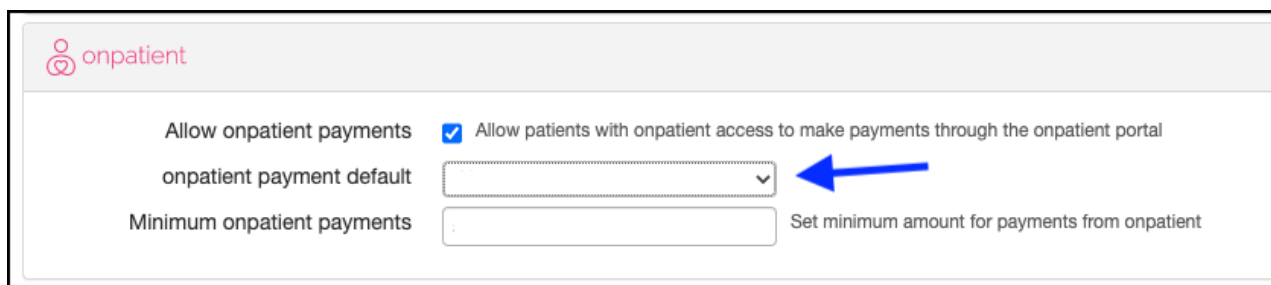 onpatient
Allow onpatient payments Allow patients with onpatient access to make payments through the onpatient portal
onpatient payment default
Minimum onpatient payments Set minimum amount for payments from onpatient